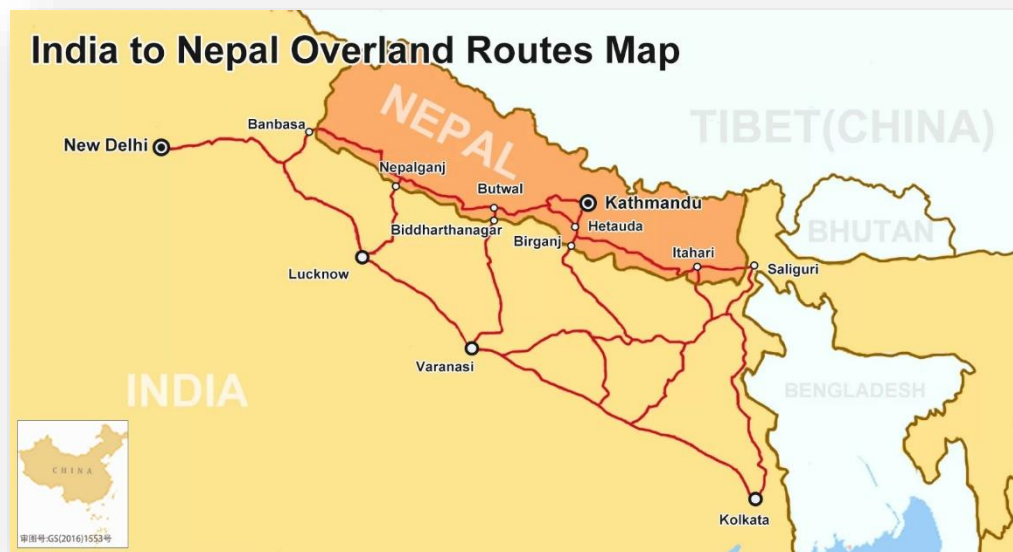 India to Nepal Overland Routes Map
NEPAL
TIBET(CHINA)
Banbasa
New Delhi
Nepalganj
Butwal
Kathmandu
Biddharthanagar
Hetauda
Birganj
BHUTAN
Itahari
Saliguri
Lucknow
Varanasi
INDIA
BENGLADESH
CHINA
Kolkata
审图号:GS(2016)1553号